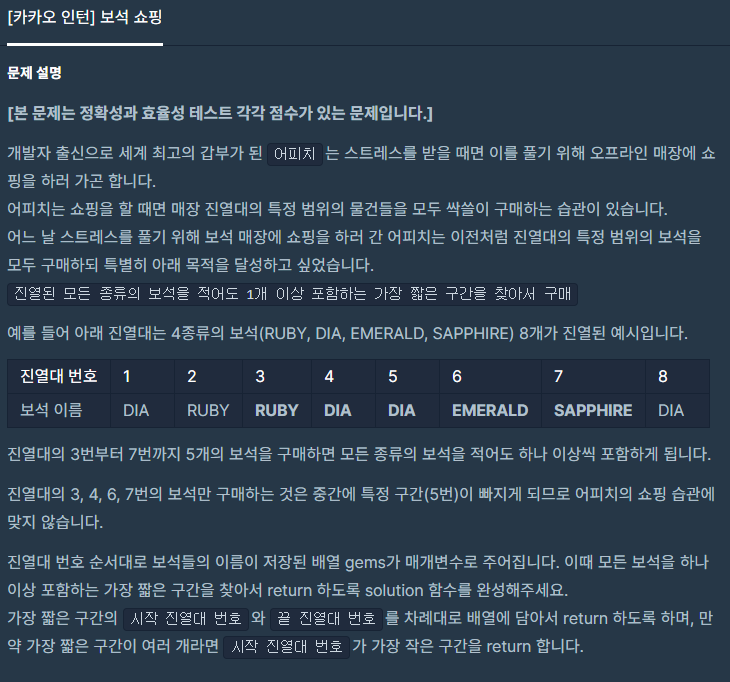 [카카오 인턴] 보석 쇼핑
문제 설명
[본 문제는 정확성과 효율성 테스트 각각 점수가 있는 문제입니다.]
개발자 출신으로 세계 최고의 갑부가 된 어피치 는 스트레스를 받을 때면 이를 풀기 위해 오프라인 매장에 쇼
핑을 하러 가곤 합니다.
어피치는 쇼핑을 할 때면 매장 진열대의 특정 범위의 물건들을 모두 싹쓸이 구매하는 습관이 있습니다.
어느 날 스트레스를 풀기 위해 보석 매장에 쇼핑을 하러 간 어피치는 이전처럼 진열대의 특정 범위의 보석을
모두 구매하되 특별히 아래 목적을 달성하고 싶었습니다.
진열된 모든 종류의 보석을 적어도 1개 이상 포함하는 가장 짧은 구간을 찾아서 구매
예를 들어 아래 진열대는 4종류의 보석(RUBY, DIA, EMERALD, SAPPHIRE) 8개가 진열된 예시입니다.
진열대 번호 1 2 3 4 5 6 7 8
보석 이름 DIA RUBY RUBY DIA DIA EMERALD SAPPHIRE DIA
진열대의 3번부터 7번까지 5개의 보석을 구매하면 모든 종류의 보석을 적어도 하나 이상씩 포함하게 됩니다.
진열대의 3, 4, 6, 7번의 보석만 구매하는 것은 중간에 특정 구간(5번)이 빠지게 되므로 어피치의 쇼핑 습관에
맞지 않습니다.
진열대 번호 순서대로 보석들의 이름이 저장된 배열 gems가 매개변수로 주어집니다. 이때 모든 보석을 하나
이상 포함하는 가장 짧은 구간을 찾아서 return 하도록 solution 함수를 완성해주세요.
가장 짧은 구간의 시작 진열대 번호 와 끝 진열대 번호 를 차례대로 배열에 담아서 return 하도록 하며, 만
약 가장 짧은 구간이 여러 개라면 시작 진열대 번호 가 가장 작은 구간을 return 합니다.